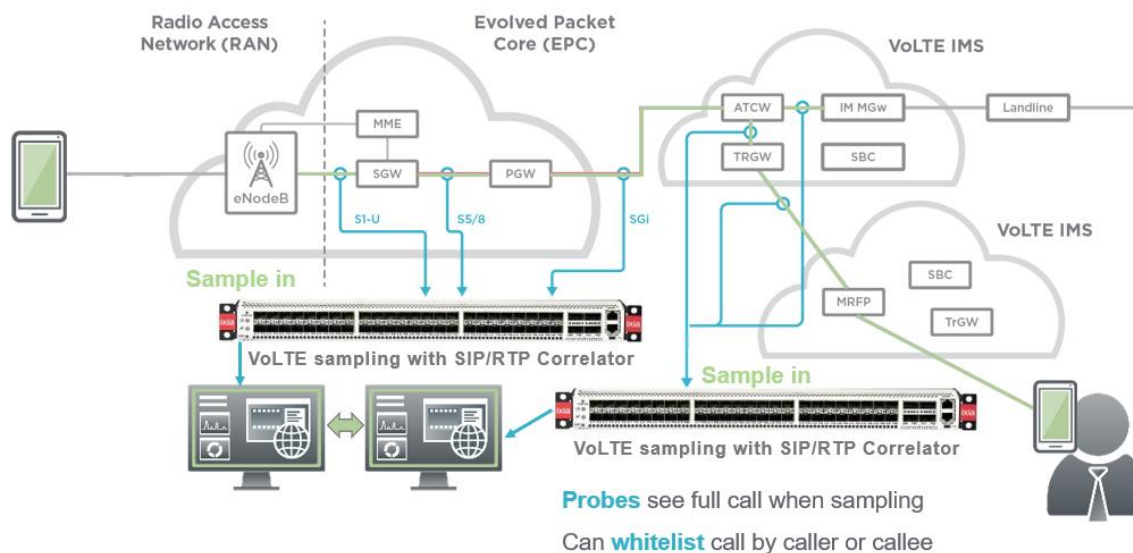 Radio Access
Network (RAN)
Evolved Packet
Core (EPC)
VoLTE IMS
MME
ATCW
IM MGw
Landline
TRGW
SBC
eNodeB
SGW
PGW
S1-U
S5/8
SGi
VoLTE IMS
SBC
MRFP
TrGW
Sample in
VoLTE sampling with SIP/RTP Correlator
Sample in
VoLTE sampling with SIP/RTP Correlator
Probes see full call when sampling
Can whitelist call by caller or callee